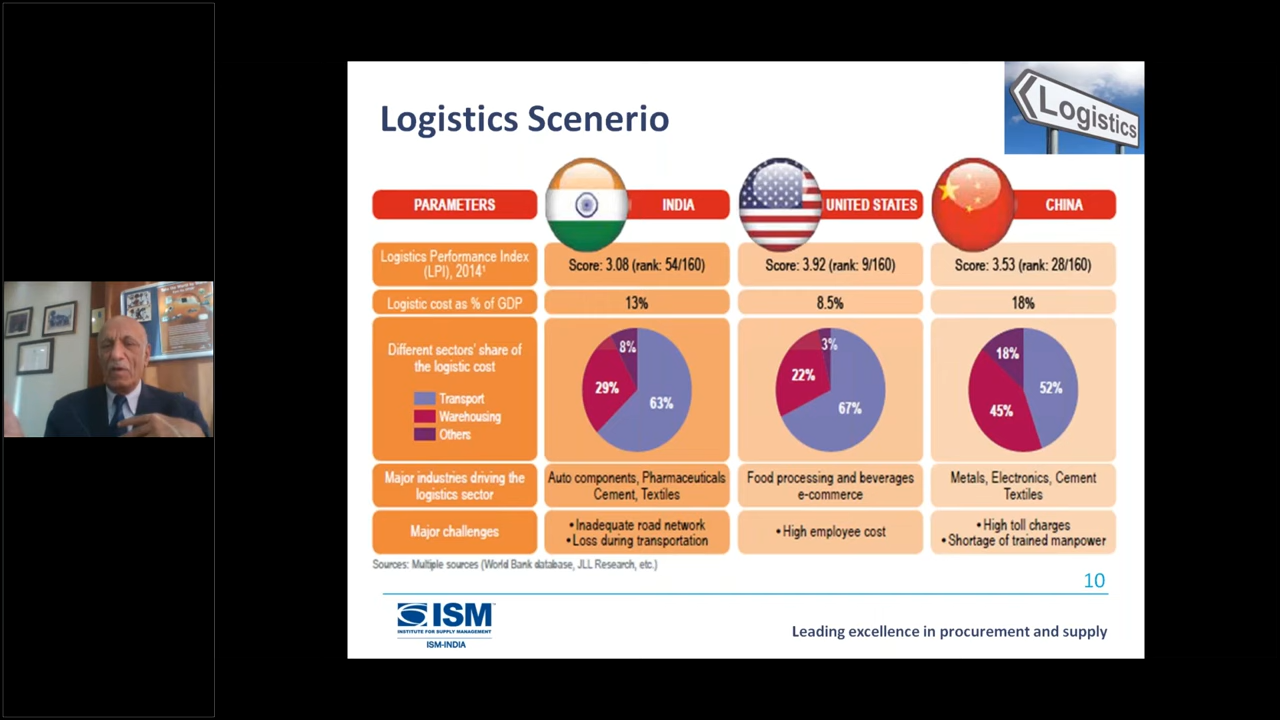 Logistics Scenerio
Logistics
PARAMETERS
INDIA
UNITED STATES
CHINA
Logistics Performance Index
(LPI), 2014¹
Score: 3.08 (rank: 54/160)
Score: 3.92 (rank: 9/160)
Score: 3.53 (rank: 28/160)
Logistic cost as % of GDP
13%
8.5%
18%
Different sectors' share of
the logistic cost
Transport
Warehousing
Others
8%
29%
63%
3%
22%
67%
18%
45%
52%
Major industries driving the
logistics sector
Auto components, Pharmaceuticals
Cement, Textiles
Food processing and beverages
e-commerce
Metals, Electronics, Cement
Textiles
Major challenges
• Inadequate road network
• Loss during transportation
• High employee cost
• High toll charges
• Shortage of trained manpower
Sources: Multiple sources (World Bank database, JLL Research, etc.)
10
ISM
INSTITUTE FOR SUPPLY MANAGEMENT
ISM-INDIA
Leading excellence in procurement and supply